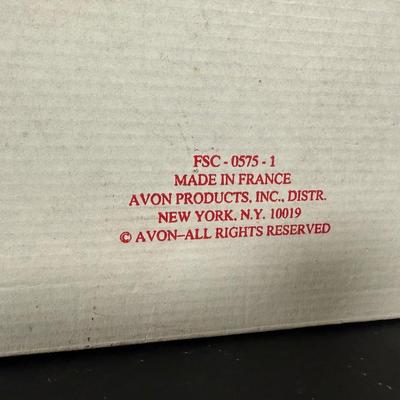 FSC - 0575 - 1
MADE IN FRANCE
AVON PRODUCTS, INC., DISTR.
NEW YORK, N.Y. 10019
© AVON–ALL RIGHTS RESERVED